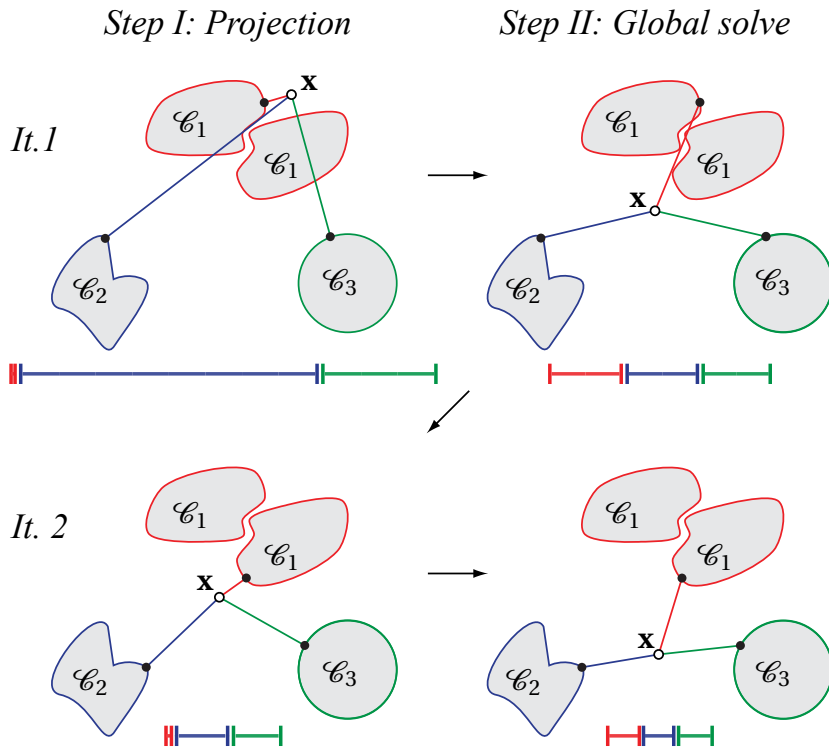 Step I: Projection
Step II: Global solve
It.1
x
𝒞1
𝒞1
𝒞2
𝒞3
x
𝒞1
𝒞1
𝒞2
𝒞3
It. 2
x
𝒞1
𝒞1
𝒞2
𝒞3
x
𝒞1
𝒞1
𝒞2
𝒞3